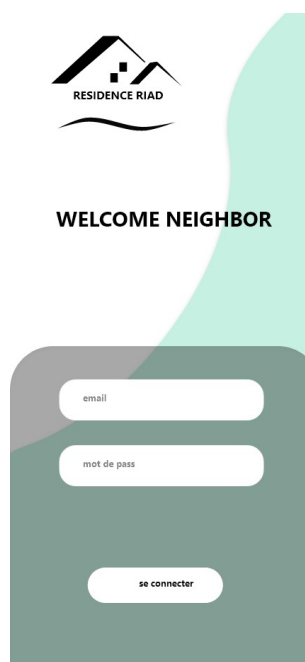 RESIDENCE RIAD
WELCOME NEIGHBOR
email
mot de pass
se connecter